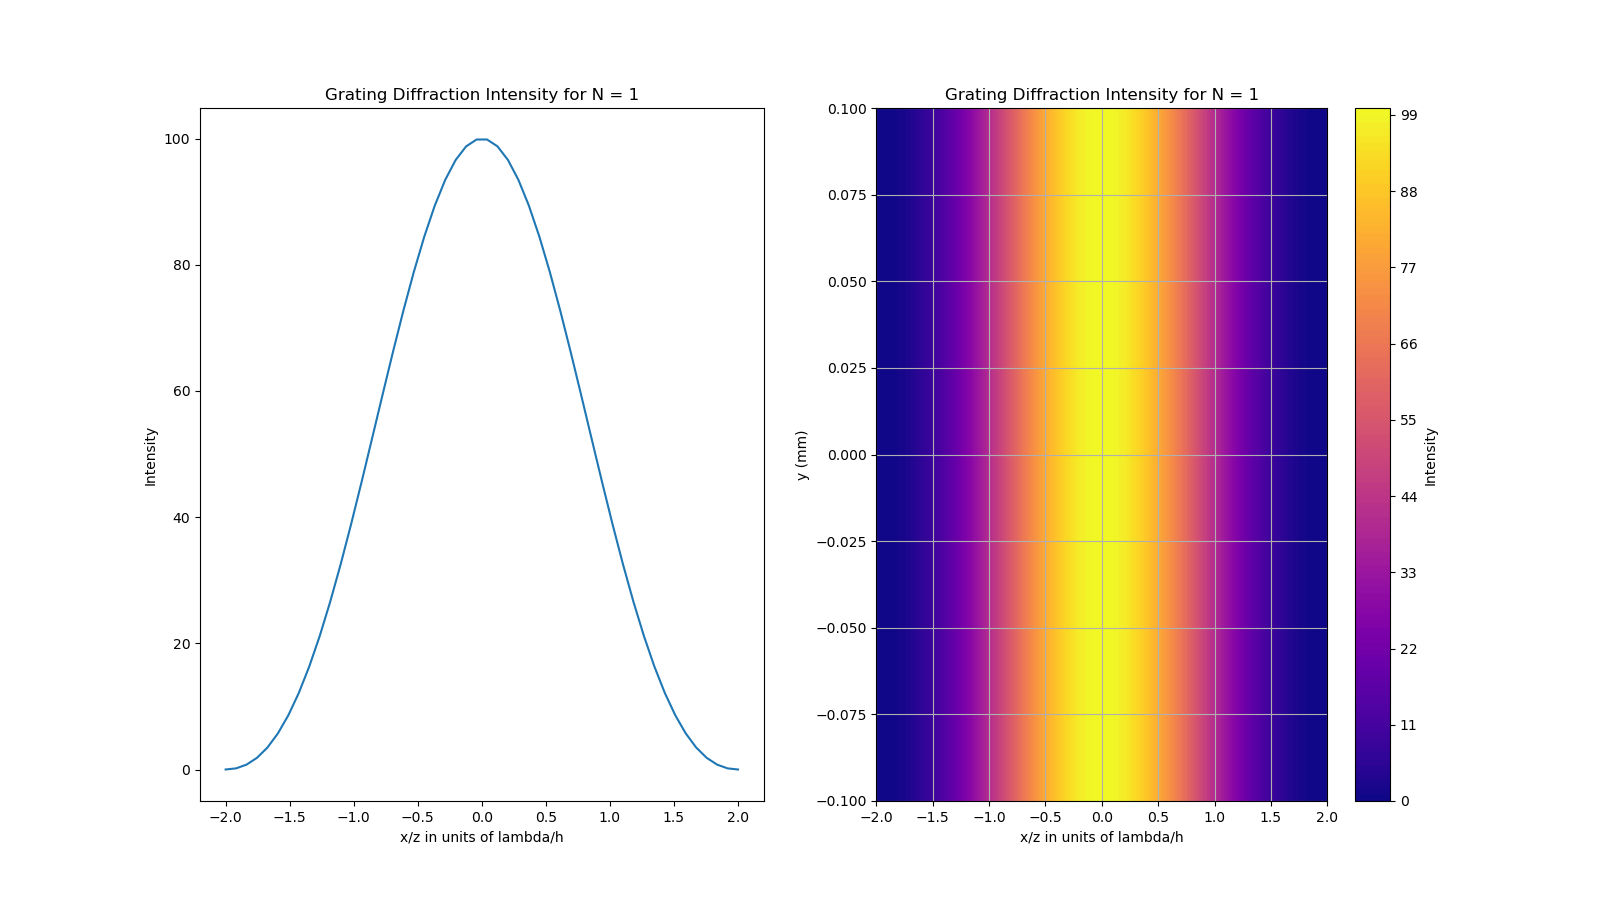 Grating Diffraction Intensity for N = 1
100
80
60
40
20
0
Intensity
−2.0 −1.5 −1.0 −0.5 0.0 0.5 1.0 1.5 2.0
x/z in units of lambda/h
Grating Diffraction Intensity for N = 1
0.100
0.075
0.050
0.025
0.000
−0.025
−0.050
−0.075
−0.100
y (mm)
−2.0 −1.5 −1.0 −0.5 0.0 0.5 1.0 1.5 2.0
x/z in units of lambda/h
99
88
77
66
55
44
33
22
11
0
Intensity